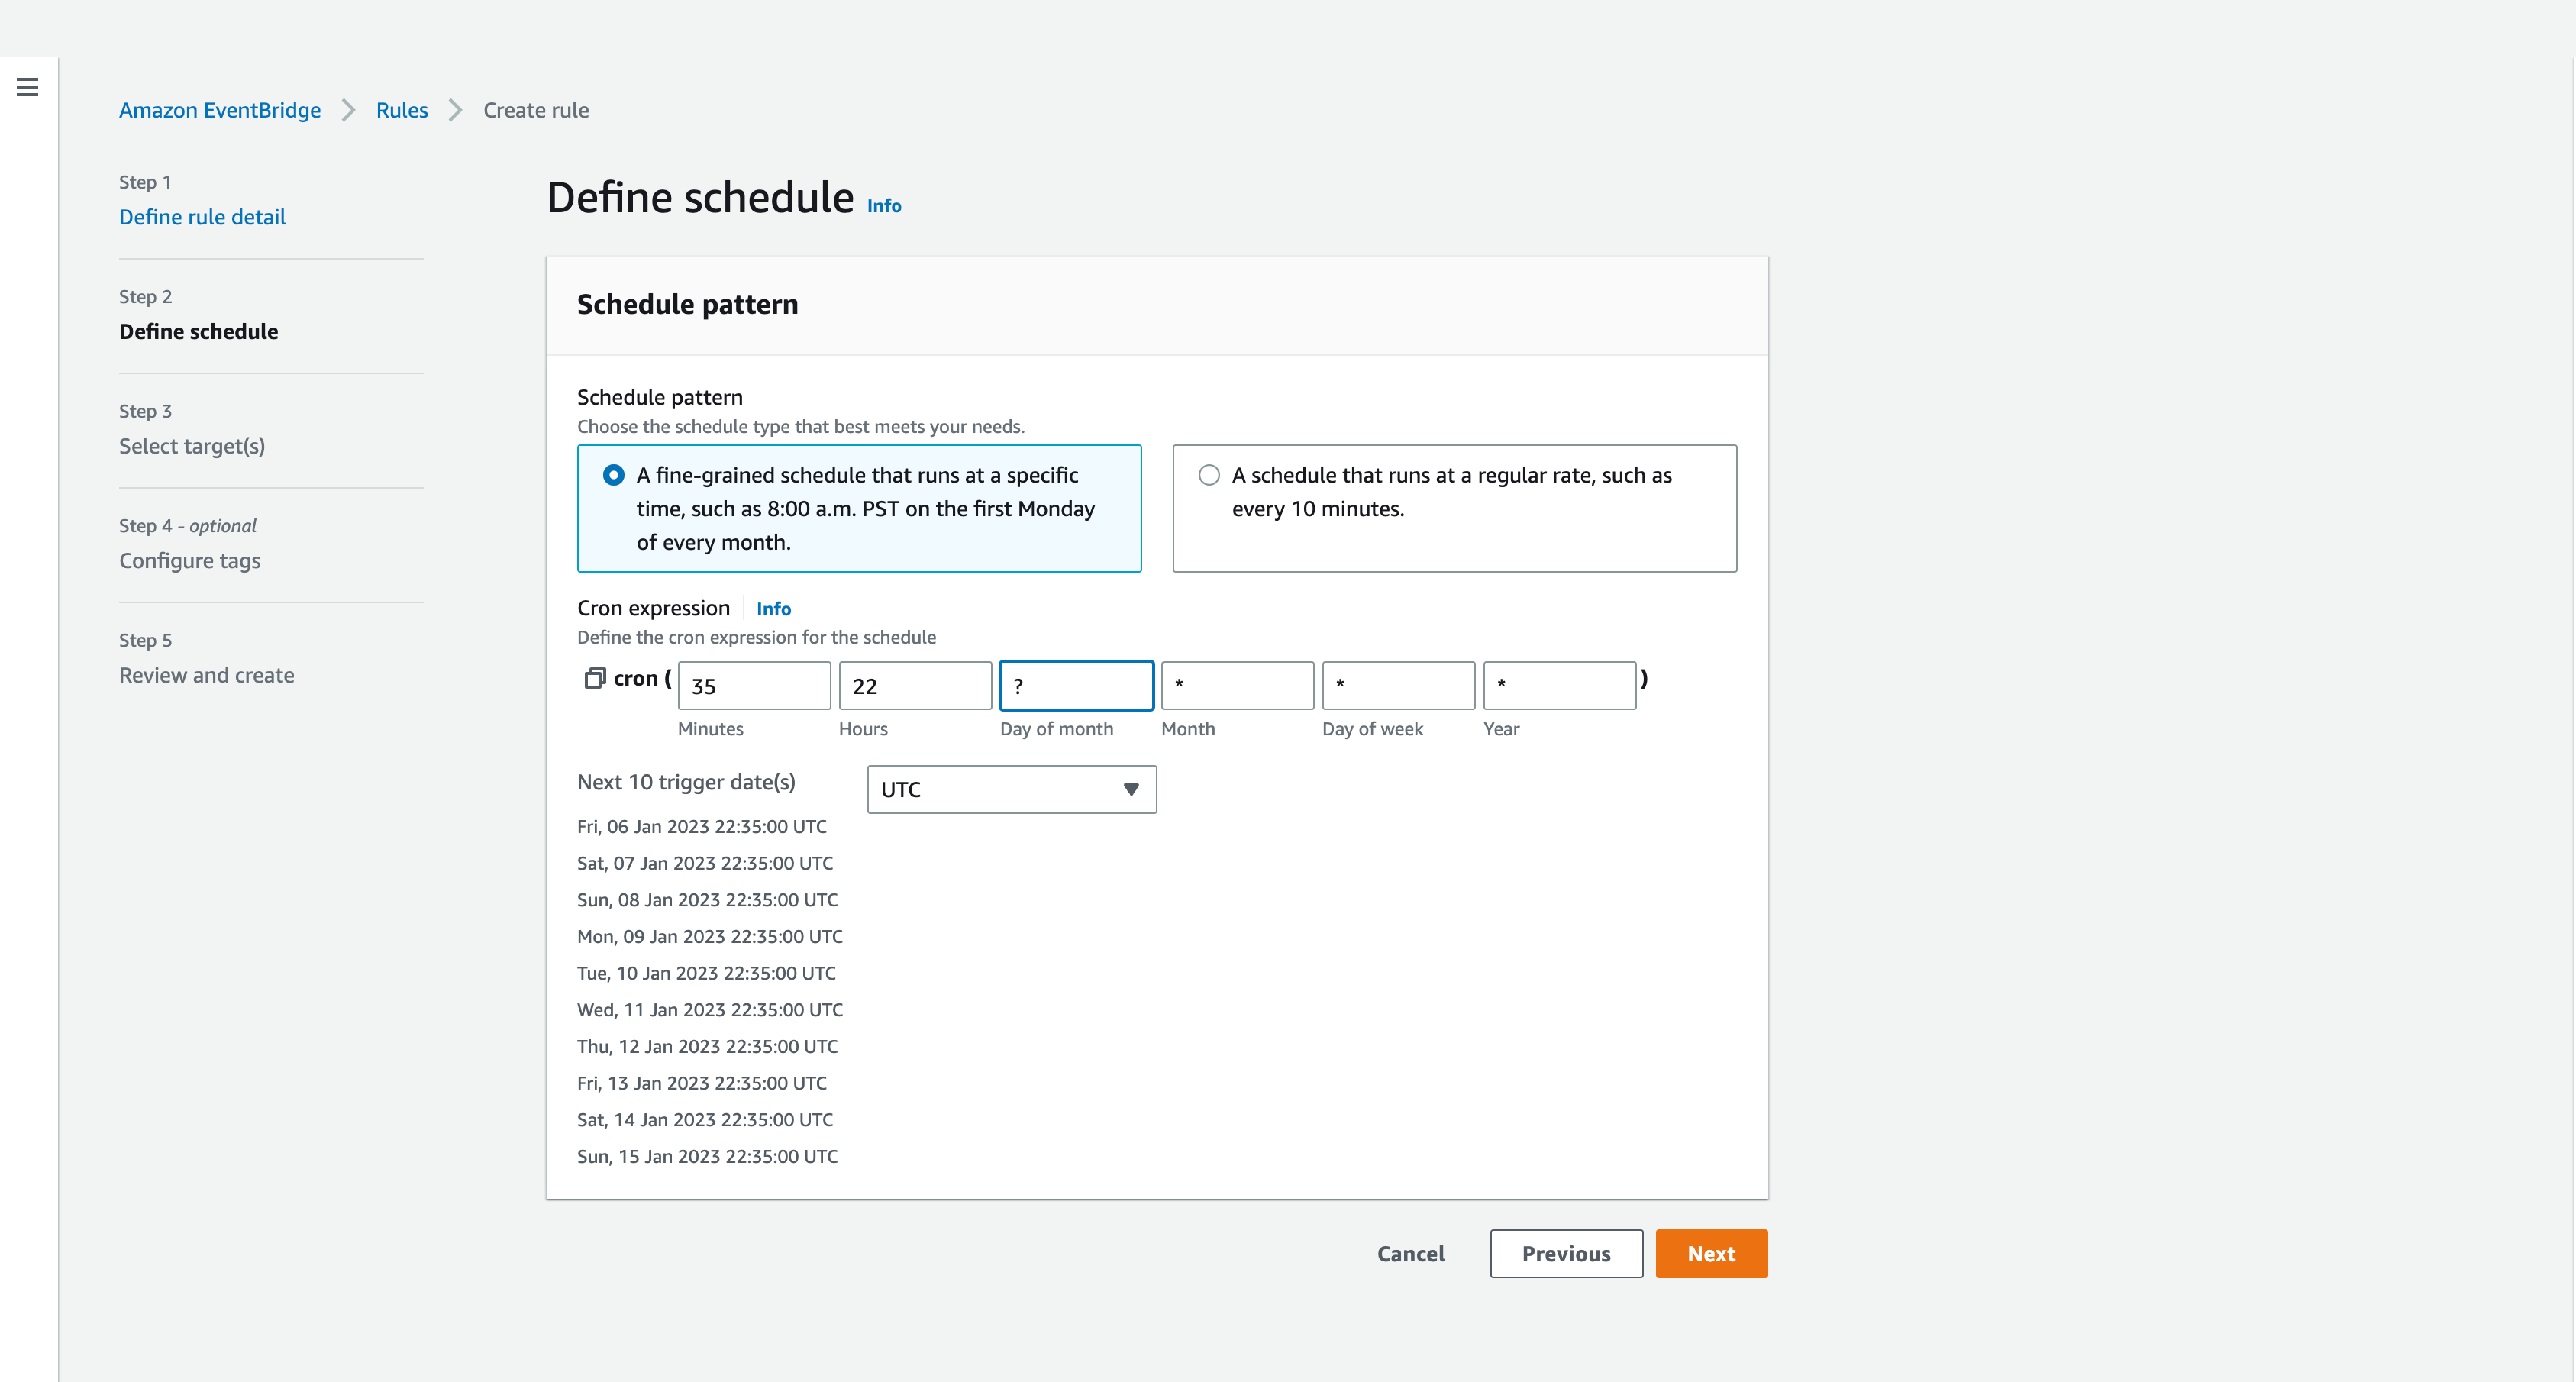 Amazon EventBridge > Rules > Create rule
Step 1
Define rule detail
Step 2
Define schedule
Step 3
Select target(s)
Step 4 - optional
Configure tags
Step 5
Review and create
Define schedule Info
Schedule pattern
Schedule pattern
Choose the schedule type that best meets your needs.
A fine-grained schedule that runs at a specific
time, such as 8:00 a.m. PST on the first Monday
of every month.
A schedule that runs at a regular rate, such as
every 10 minutes.
Cron expression Info
Define the cron expression for the schedule
cron ( 35 22 ? * * * )
Minutes Hours Day of month Month Day of week Year
Next 10 trigger date(s) UTC
Fri, 06 Jan 2023 22:35:00 UTC
Sat, 07 Jan 2023 22:35:00 UTC
Sun, 08 Jan 2023 22:35:00 UTC
Mon, 09 Jan 2023 22:35:00 UTC
Tue, 10 Jan 2023 22:35:00 UTC
Wed, 11 Jan 2023 22:35:00 UTC
Thu, 12 Jan 2023 22:35:00 UTC
Fri, 13 Jan 2023 22:35:00 UTC
Sat, 14 Jan 2023 22:35:00 UTC
Sun, 15 Jan 2023 22:35:00 UTC
Cancel Previous Next